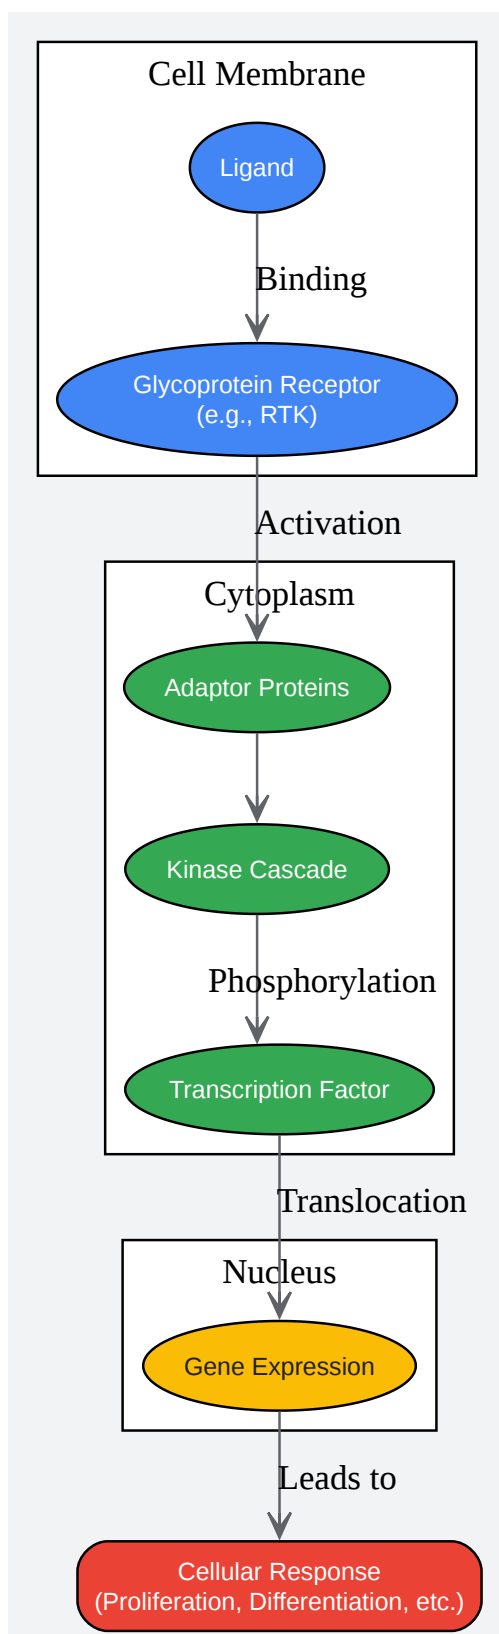 Cell Membrane
Ligand
Binding
Glycoprotein Receptor
(e.g., RTK)
Activation
Cytoplasm
Adaptor Proteins
Kinase Cascade
Phosphorylation
Transcription Factor
Translocation
Nucleus
Gene Expression
Leads to
Cellular Response
(Proliferation, Differentiation, etc.)